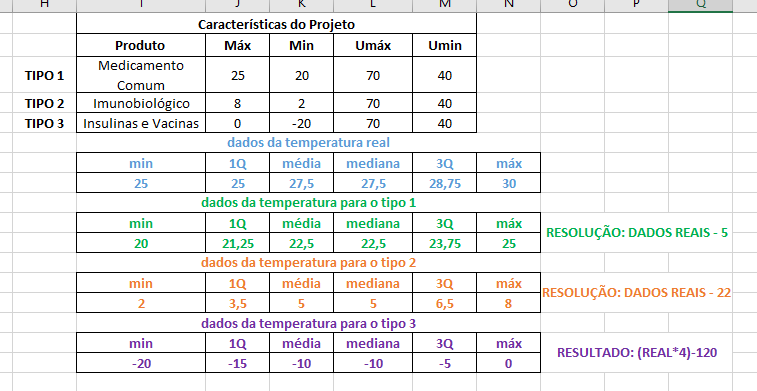 H I J K L M N O P Q
Características do Projeto
Produto Máx Min Umáx Umin
TIPO 1 Medicamento Comum 25 20 70 40
TIPO 2 Imunobiológico 8 2 70 40
TIPO 3 Insulinas e Vacinas 0 -20 70 40
dados da temperatura real
min 1Q média mediana 3Q máx
25 25 27,5 27,5 28,75 30
dados da temperatura para o tipo 1
min 1Q média mediana 3Q máx
20 21,25 22,5 22,5 23,75 25 RESOLUÇÃO: DADOS REAIS - 5
dados da temperatura para o tipo 2
min 1Q média mediana 3Q máx
2 3,5 5 5 6,5 8 RESOLUÇÃO: DADOS REAIS - 22
dados da temperatura para o tipo 3
min 1Q média mediana 3Q máx
-20 -15 -10 -10 -5 0 RESULTADO: (REAL*4)-120